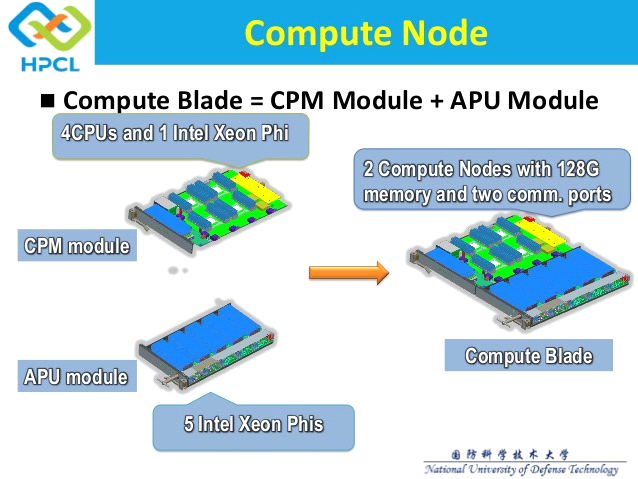 HPCL
Compute Node
■ Compute Blade = CPM Module + APU Module
4CPUs and 1 Intel Xeon Phi
2 Compute Nodes with 128G
memory and two comm. ports
CPM module
APU module
Compute Blade
5 Intel Xeon Phis
国防科学技术大学
National University of Defense Technology